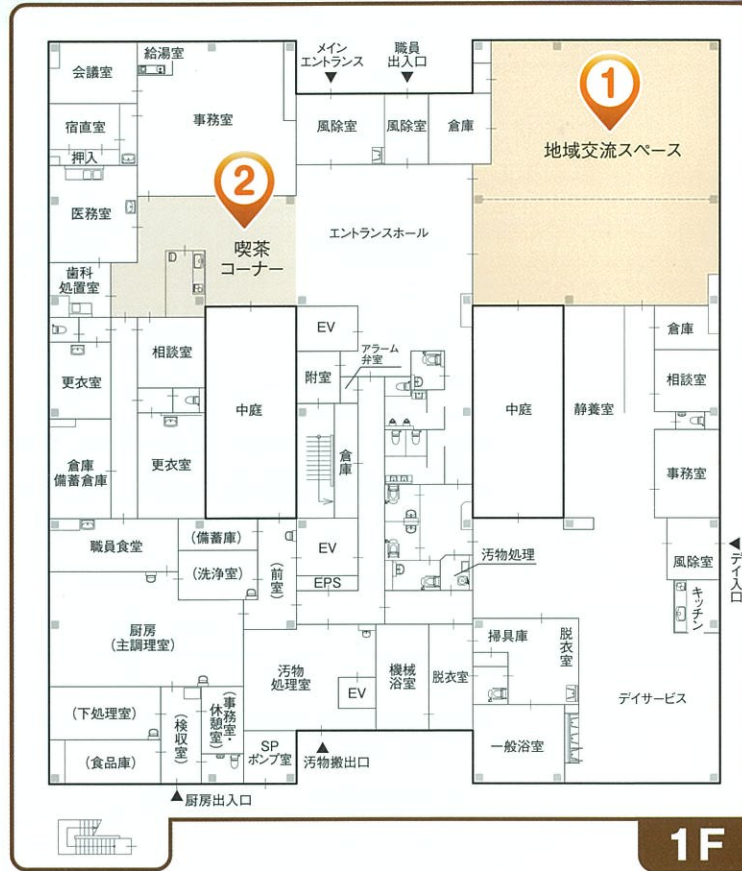 会議室
給湯室
メイン
エントランス
職員
出入口
1
宿直室
事務室
風除室
風除室
倉庫
地域交流スペース
押入
2
医務室
喫茶
コーナー
エントランスホール
歯科
処置室
EV
アラーム
弁室
倉庫
相談室
附室
更衣室
中庭
中庭
静養室
相談室
倉庫
備蓄倉庫
更衣室
倉庫
事務室
職員食堂
(備蓄庫)
(洗浄室)
(前室)
EV
EPS
汚物処理
風除室
デイ入口
キッチン
厨房
(主調理室)
汚物
処理室
EV
機械
浴室
脱衣室
掃具庫
脱衣室
デイサービス
(下処理室)
(検収室)
(事務室・
休憩室)
(食品庫)
SP
ポンプ室
一般浴室
汚物搬出口
厨房出入口
1F